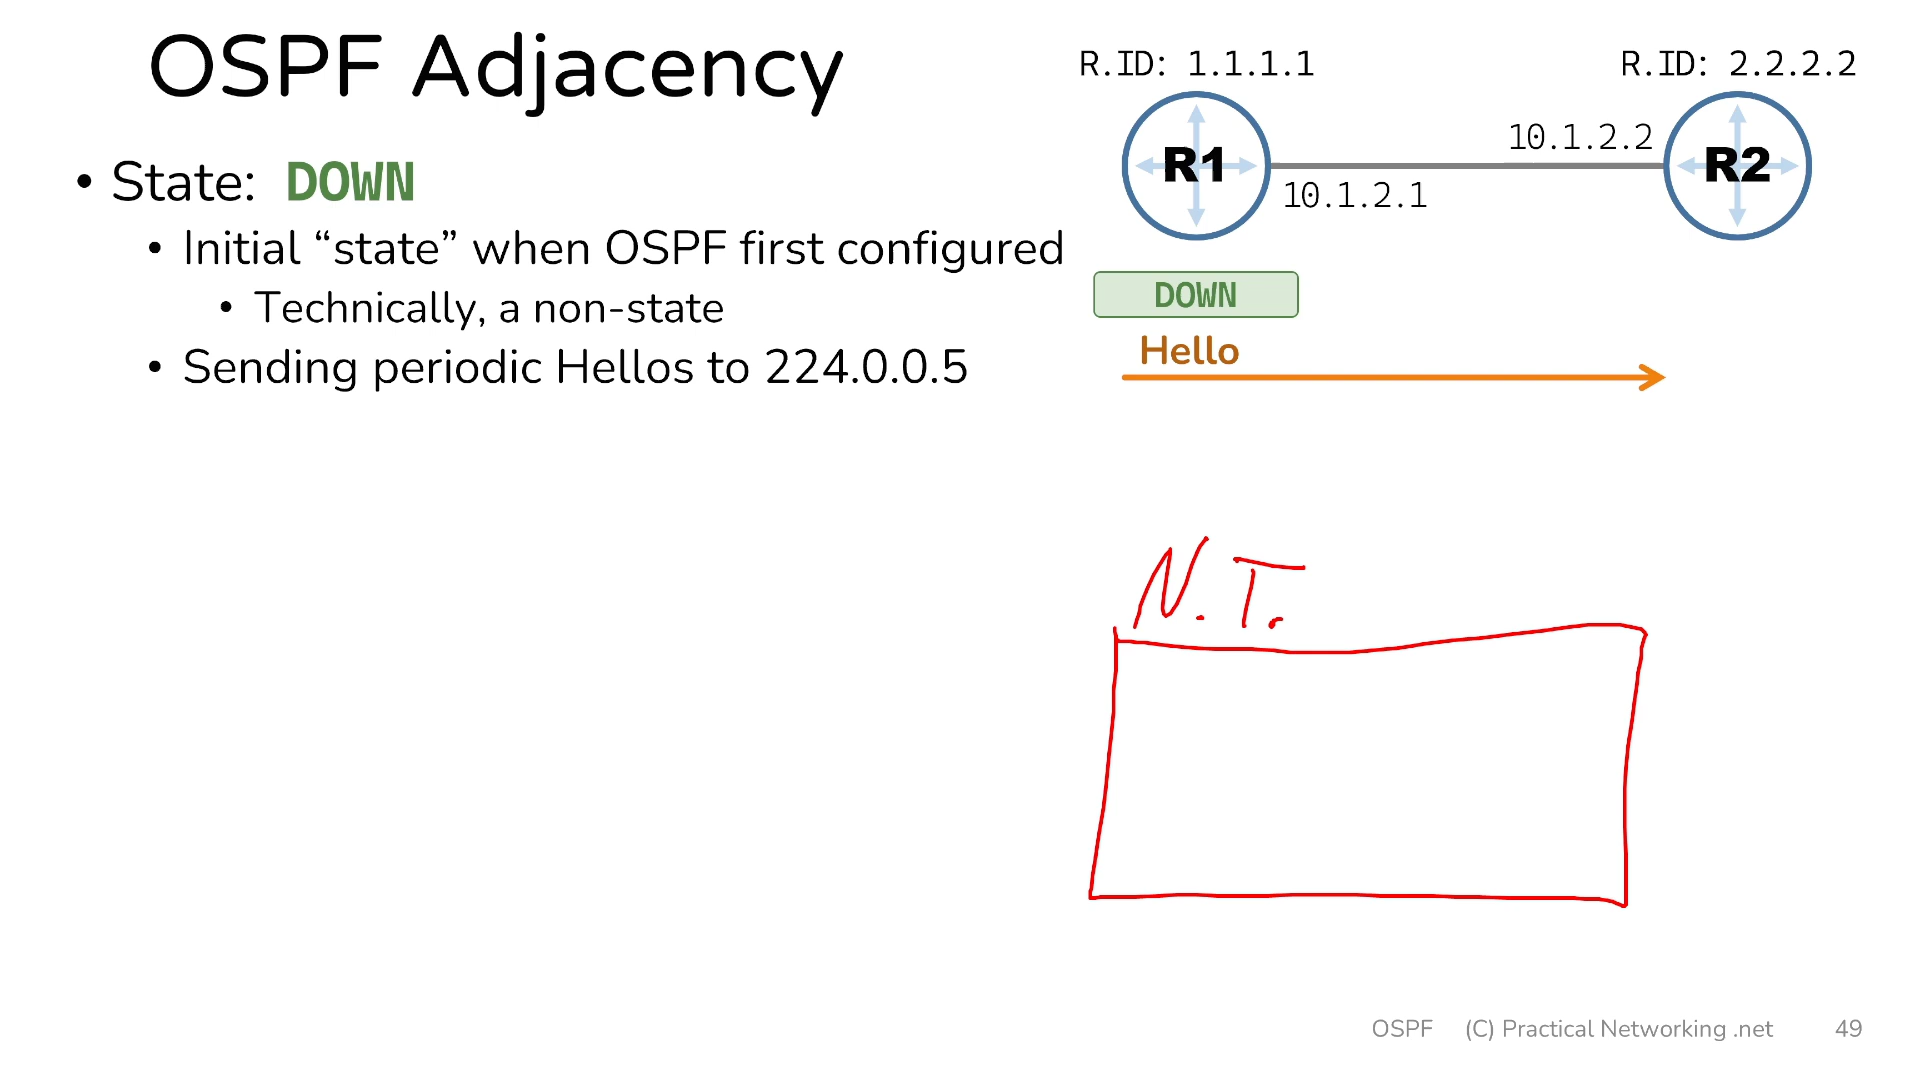 OSPF Adjacency
• State: DOWN
• Initial “state” when OSPF first configured
• Technically, a non-state
• Sending periodic Hellos to 224.0.0.5
R.ID: 1.1.1.1
R.ID: 2.2.2.2
R1
10.1.2.2
R2
10.1.2.1
DOWN
Hello
N.T.
OSPF (C) Practical Networking .net 49